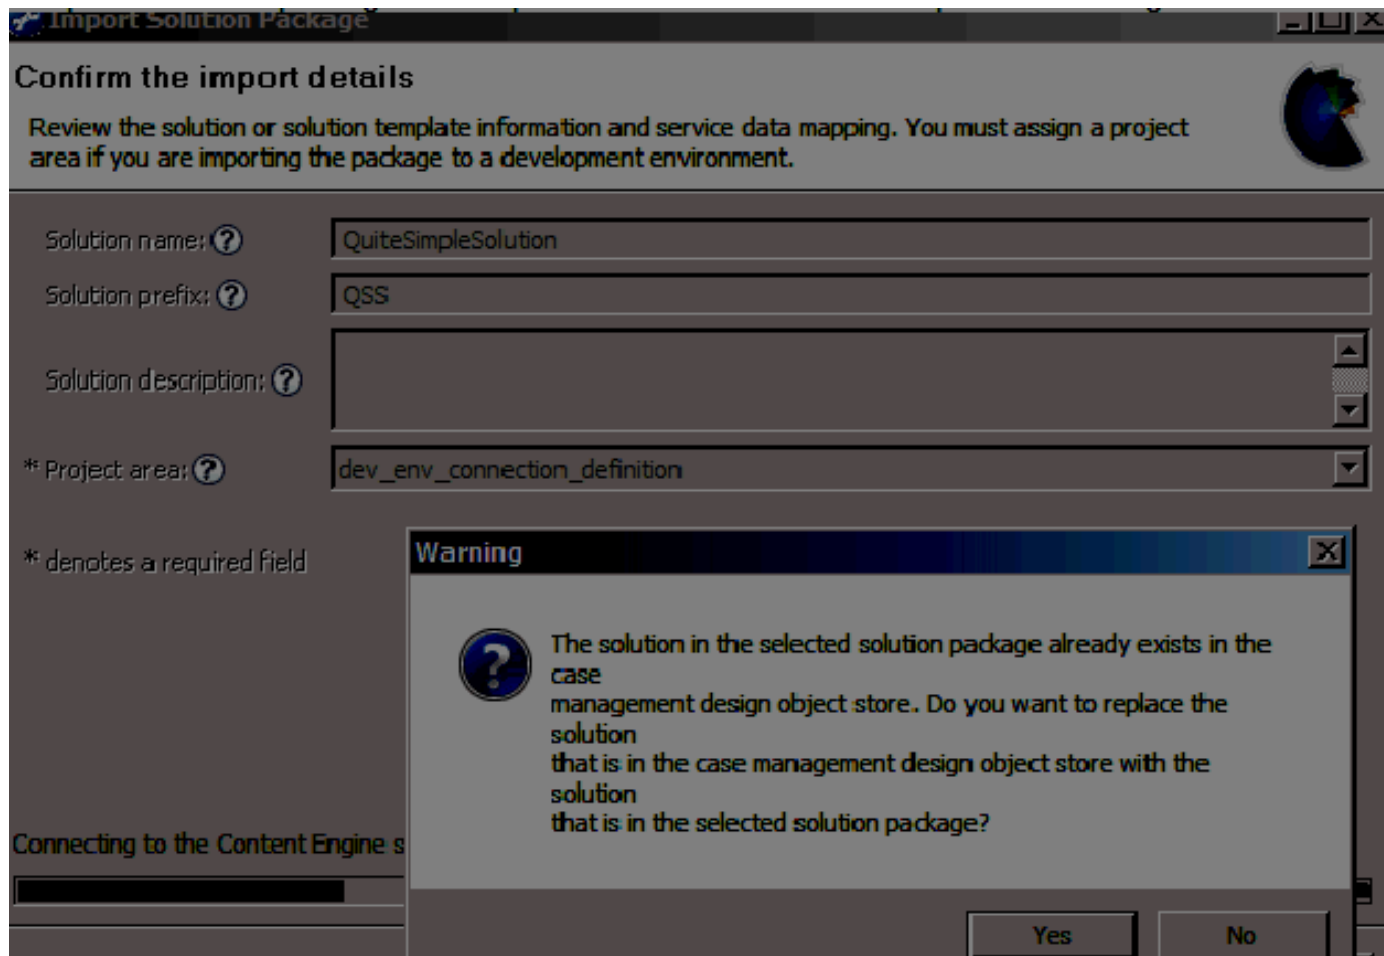 Import Solution Package
Confirm the import details
Review the solution or solution template information and service data mapping. You must assign a project
area if you are importing the package to a development environment.
Solution name: ?
QuiteSimpleSolution
Solution prefix: ?
QSS
Solution description: ?
* Project area: ?
dev_env_connection_definition
* denotes a required field
Warning
The solution in the selected solution package already exists in the
case
management design object store. Do you want to replace the
solution
that is in the case management design object store with the
solution
that is in the selected solution package?
Connecting to the Content Engine s
Yes
No